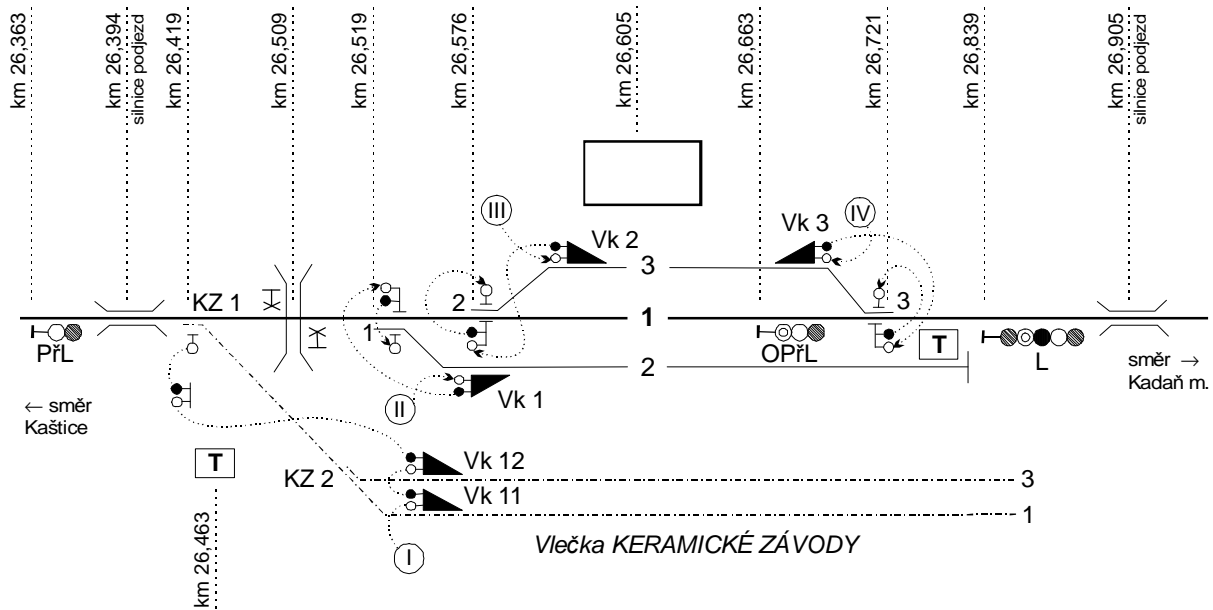 km 26,363
km 26,394
silnice podjezd
km 26,419
km 26,509
km 26,519
km 26,576
km 26,605
km 26,663
km 26,721
km 26,839
km 26,905
silnice podjezd
III
IV
Vk 2
Vk 3
3
KZ 1
2
3
1
1
T
PřL
OPřL
L
2
směr →
Kadaň m.
← směr
Kaštice
II
Vk 1
T
Vk 12
KZ 2
3
Vk 11
1
Vlečka KERAMICKÉ ZÁVODY
I
km 26,463